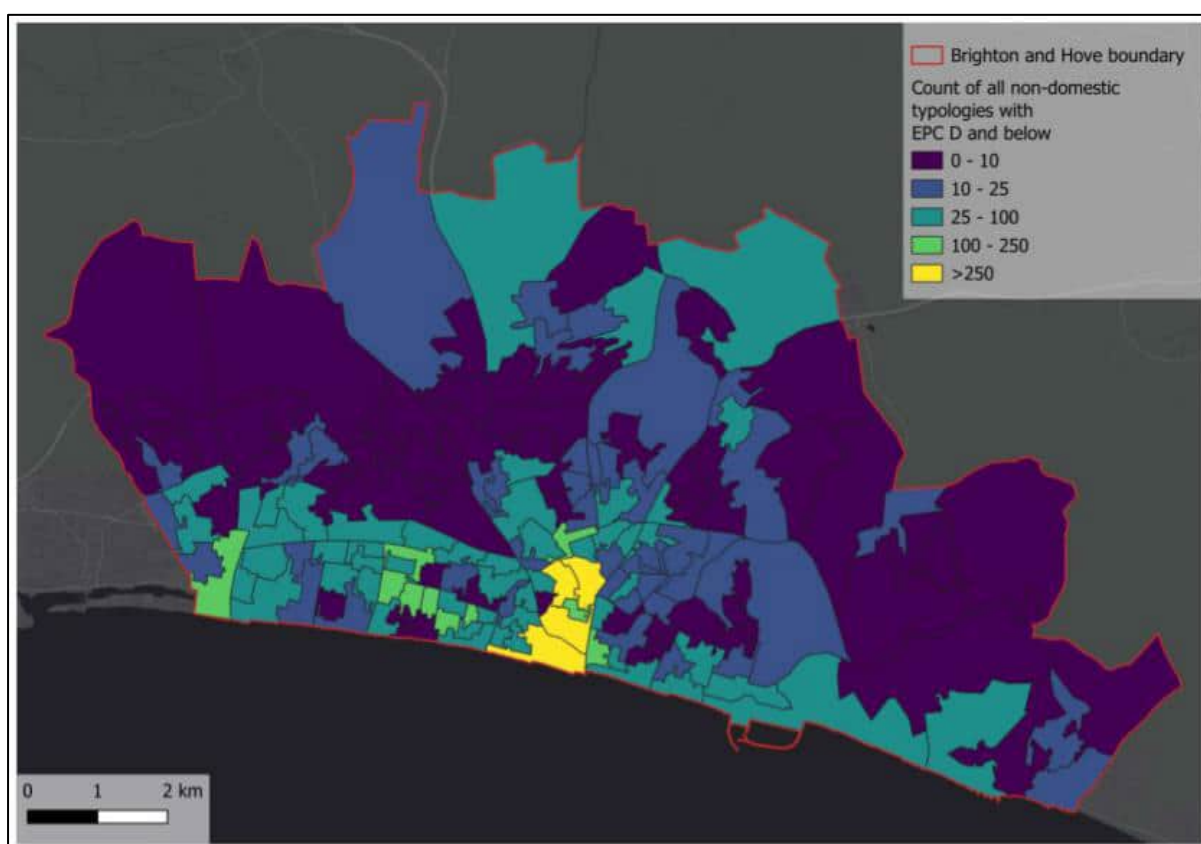 Brighton and Hove boundary
Count of all non-domestic
typologies with
EPC D and below
0 - 10
10 - 25
25 - 100
100 - 250
>250
0 1 2 km